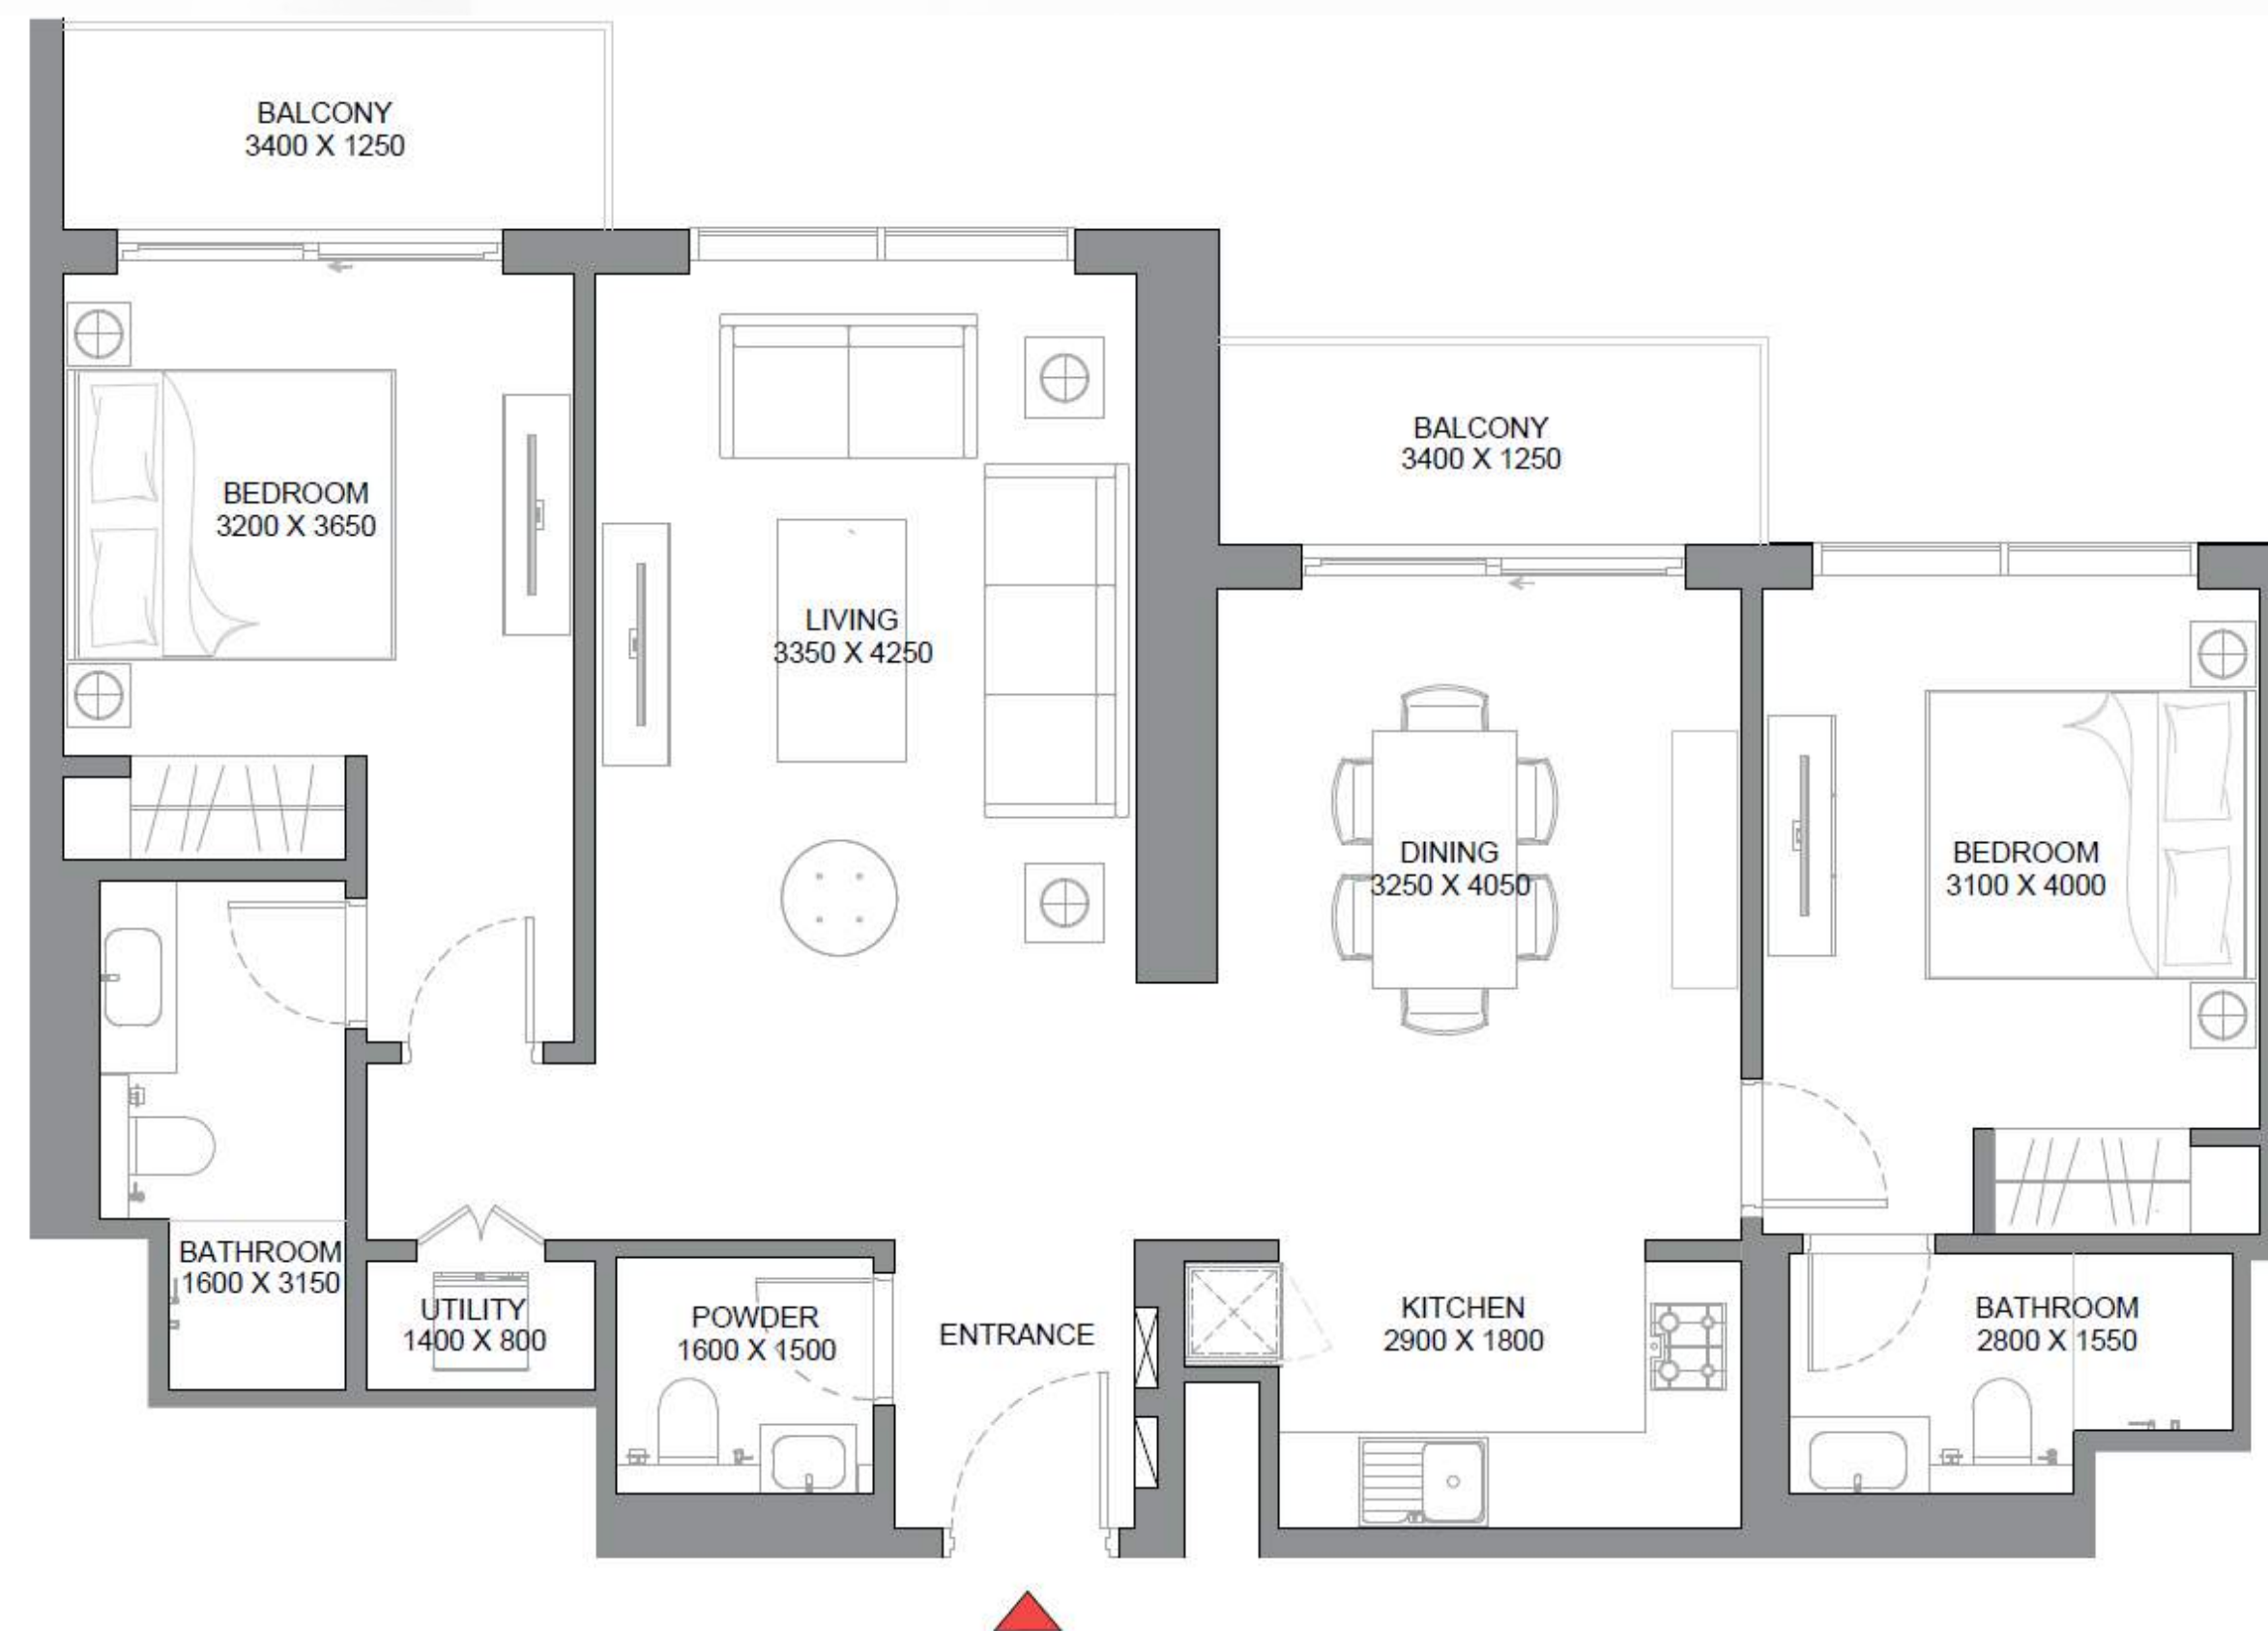 BALCONY
3400 X 1250
BALCONY
3400 X 1250
BEDROOM
3200 X 3650
LIVING
3350 X 4250
DINING
3250 X 4050
BEDROOM
3100 X 4000
BATHROOM
1600 X 3150
UTILITY
1400 X 800
POWDER
1600 X 1500
ENTRANCE
KITCHEN
2900 X 1800
BATHROOM
2800 X 1550